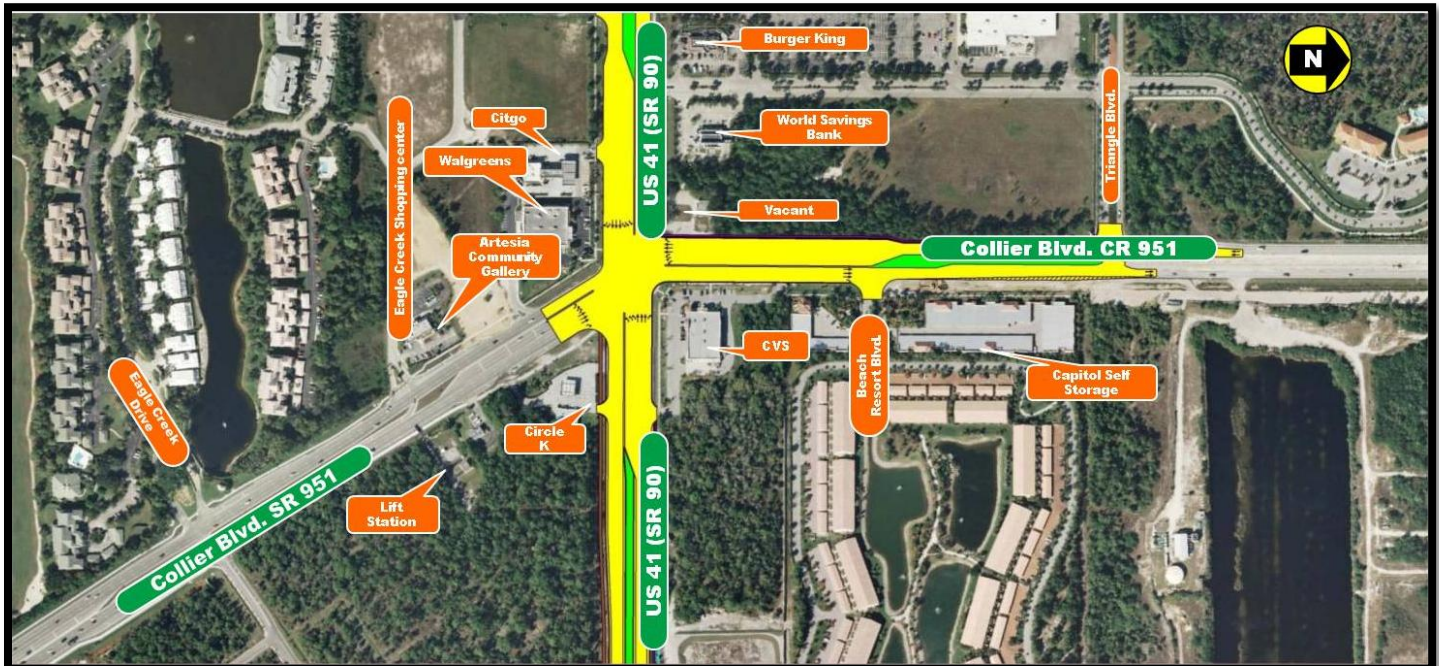 Burger King
N
US 41 (SR 90)
Citgo
World Savings
Bank
Triangle Blvd.
Eagle Creek Shopping center
Walgreens
Vacant
Artesia
Community
Gallery
Collier Blvd. CR 951
CVS
Beach
Resort Blvd.
Capitol Self
Storage
Eagle Creek
Drive
Circle
K
Collier Blvd. SR 951
Lift
Station
US 41 (SR 90)